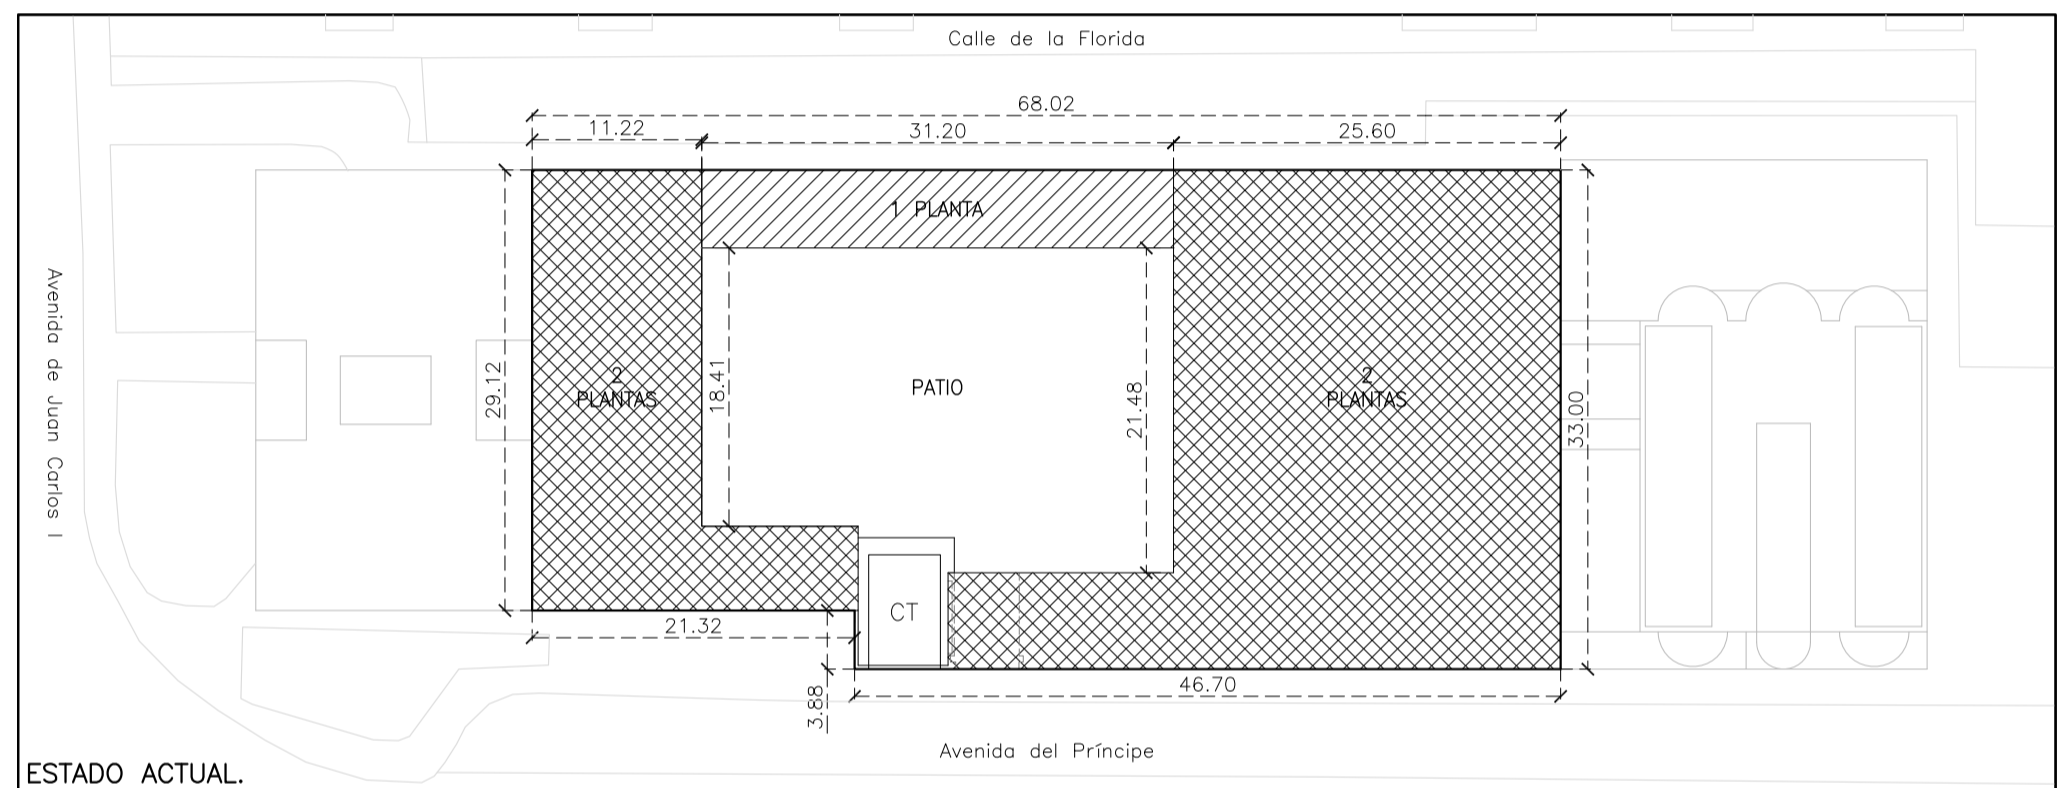 Calle de la Florida
68.02
11.22
31.20
25.60
1 PLANTA
Avenida de Juan Carlos I
29.12
2
PLANTAS
18.41
PATIO
21.48
2
PLANTAS
33.00
CT
21.32
3.88
46.70
Avenida del Príncipe
ESTADO ACTUAL.